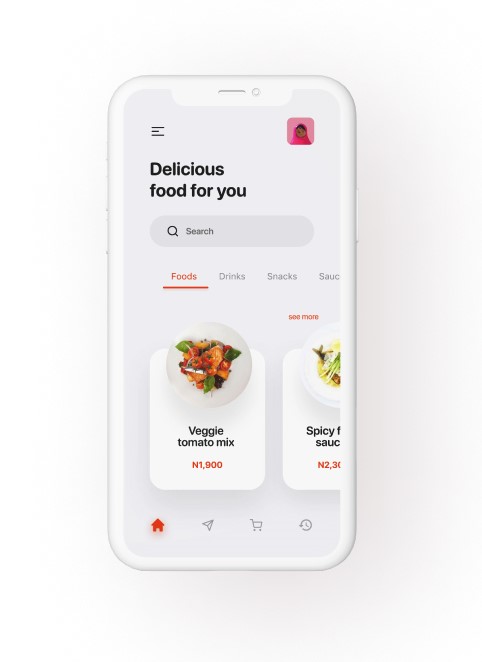 Delicious
food for you
Search
Foods Drinks Snacks Sauc
see more
Veggie
tomato mix
N1,900
Spicy f
sauc
N2,30